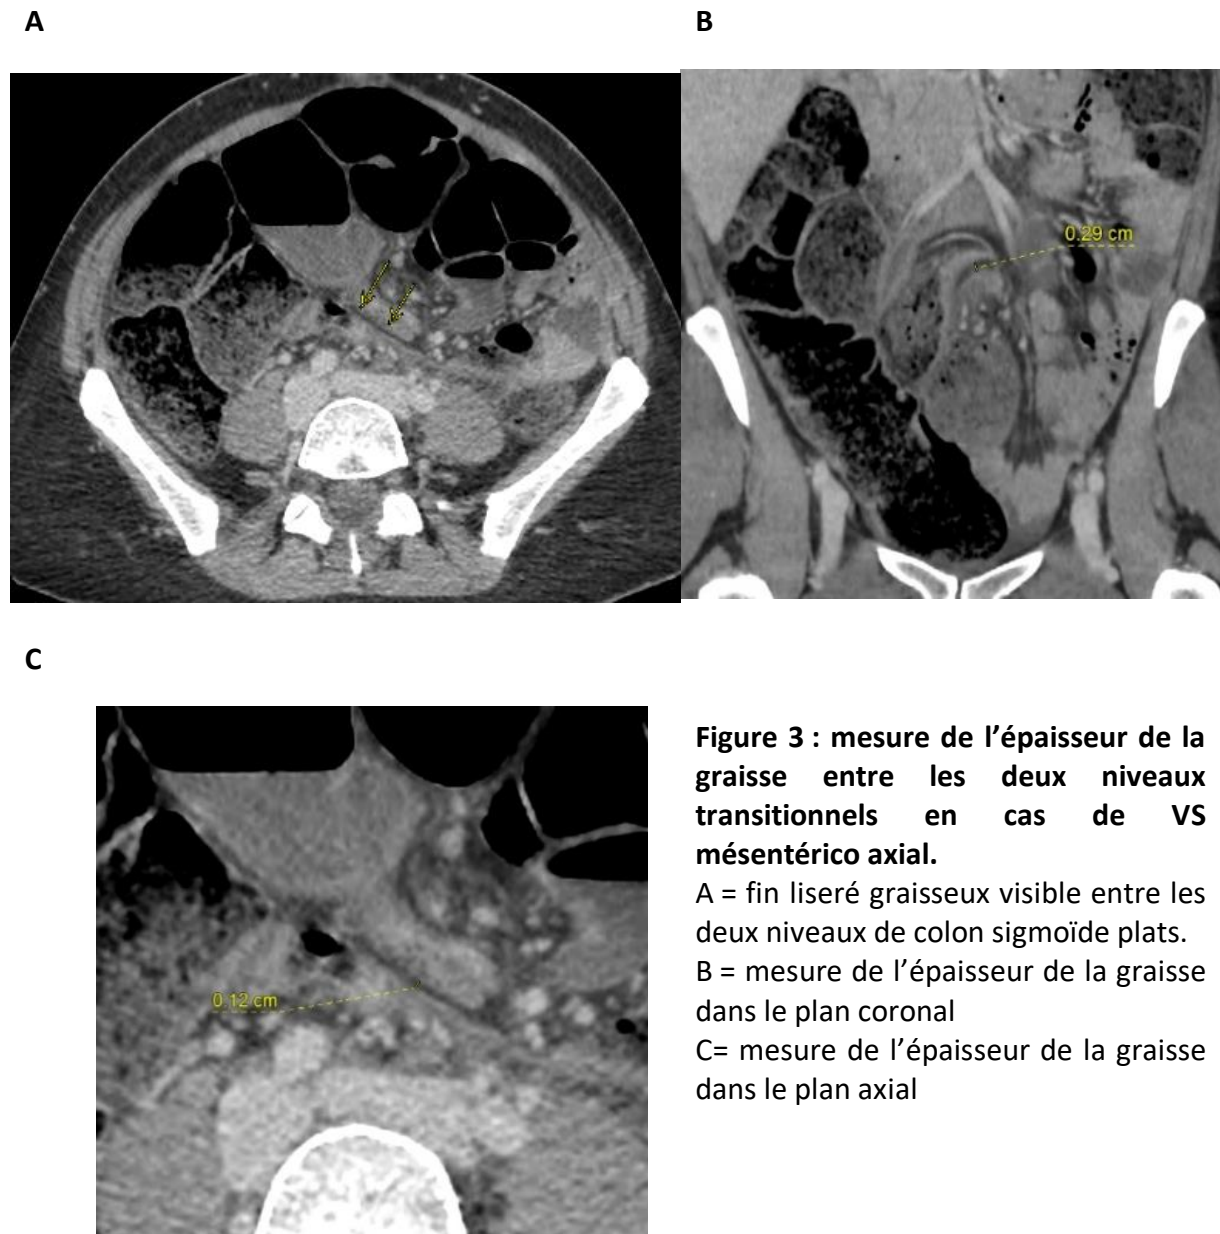 A
B
0.29 cm
C
0.12 cm
Figure 3 : mesure de l’épaisseur de la
graisse entre les deux niveaux
transitionnels en cas de VS
mésentérico axial.
A = fin liseré graisseux visible entre les
deux niveaux de colon sigmoïde plats.
B = mesure de l’épaisseur de la graisse
dans le plan coronal
C= mesure de l’épaisseur de la graisse
dans le plan axial